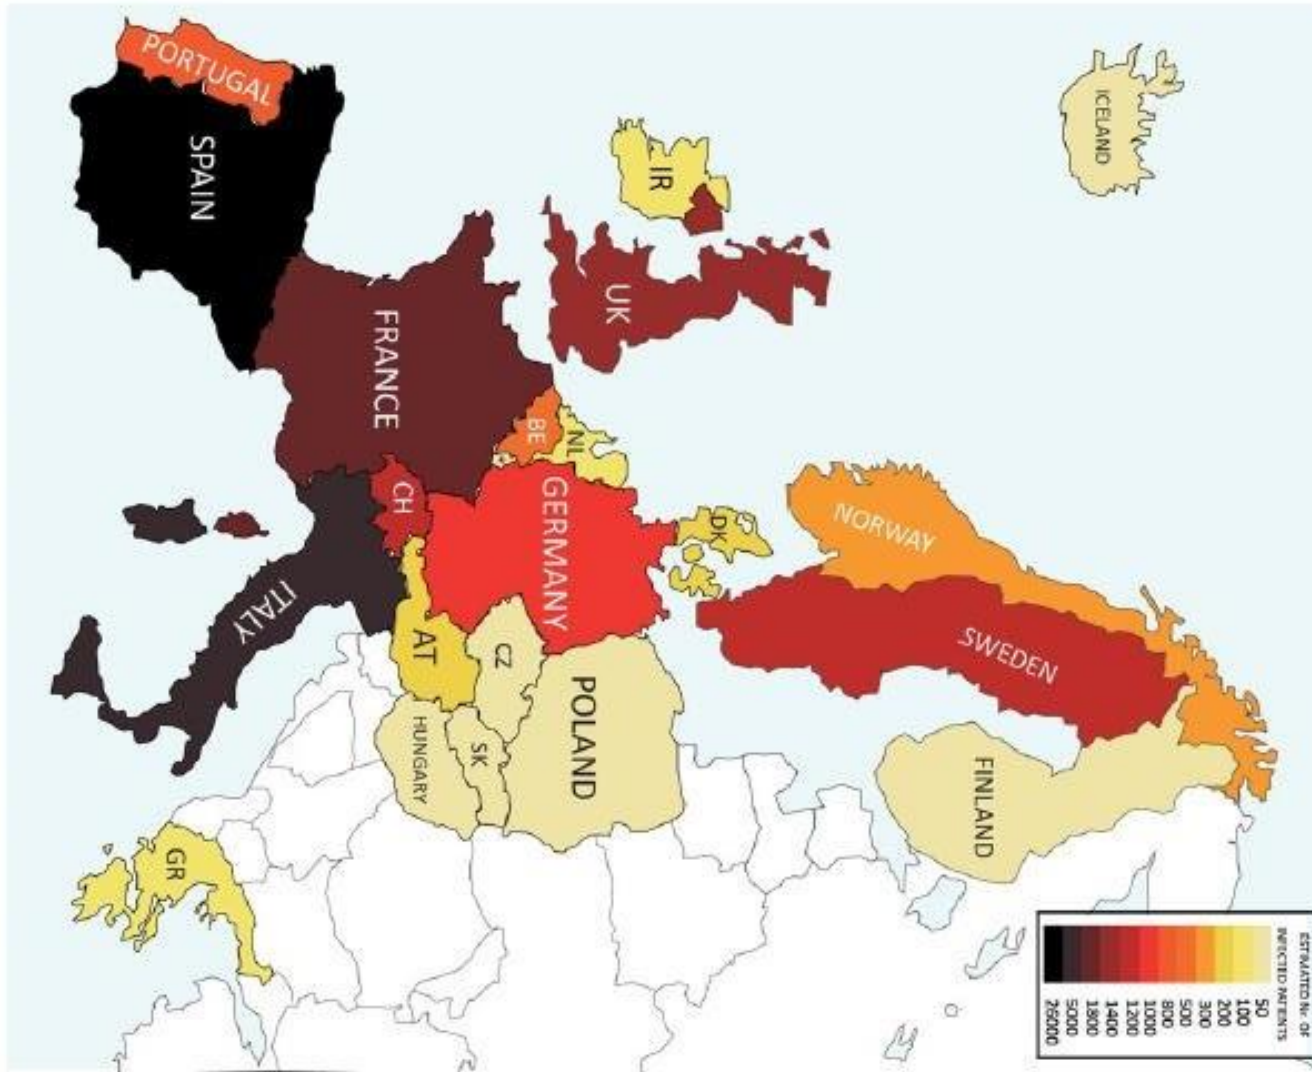 ICELAND
NORWAY
SWEDEN
FINLAND
IR
UK
DK
NL
BE
GERMANY
POLAND
CZ
SK
FRANCE
CH
AT
HUNGARY
PORTUGAL
SPAIN
ITALY
GR
ESTIMATED Nr. OF
INFECTED PATIENTS
50
100
200
300
500
800
1000
1200
1400
1800
5000
26000